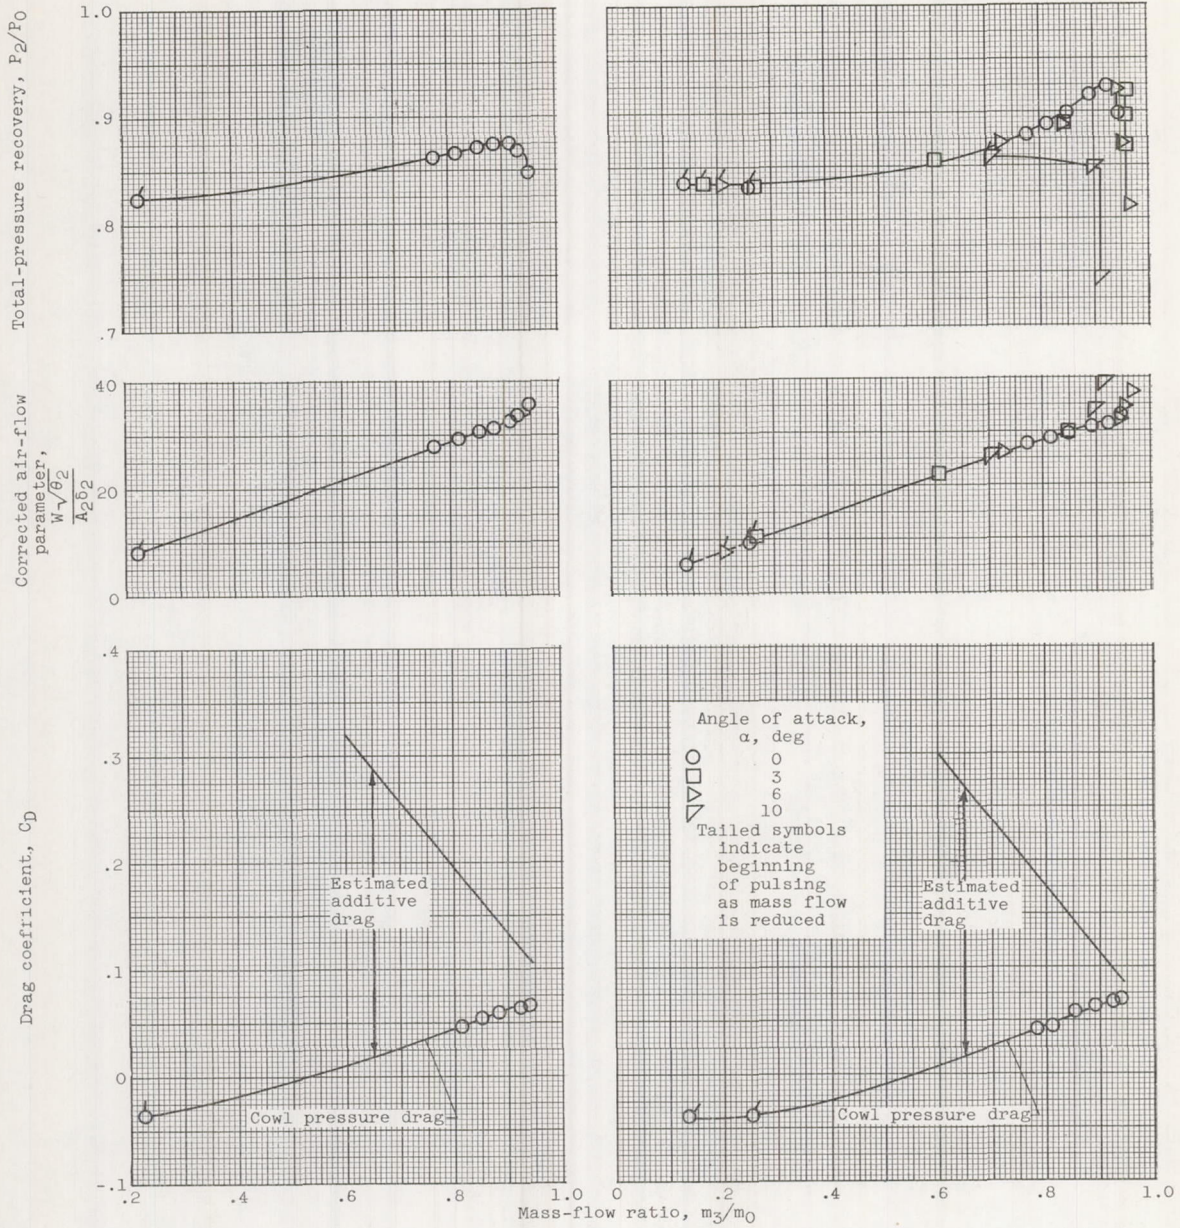 Total-pressure recovery, P2/P0
1.0
.9
.8
.7
Corrected air-flow
parameter,
W√θ2
A2δ2
40
20
0
Drag coefficient, CD
.4
.3
.2
.1
0
-.1
Estimated
additive
drag
Cowl pressure drag
.2
.4
.6
.8
1.0
Angle of attack,
α, deg
0
3
6
10
Tailed symbols
indicate
beginning
of pulsing
as mass flow
is reduced
Estimated
additive
drag
Cowl pressure drag
0
.2
.4
.6
.8
1.0
Mass-flow ratio, m3/m0